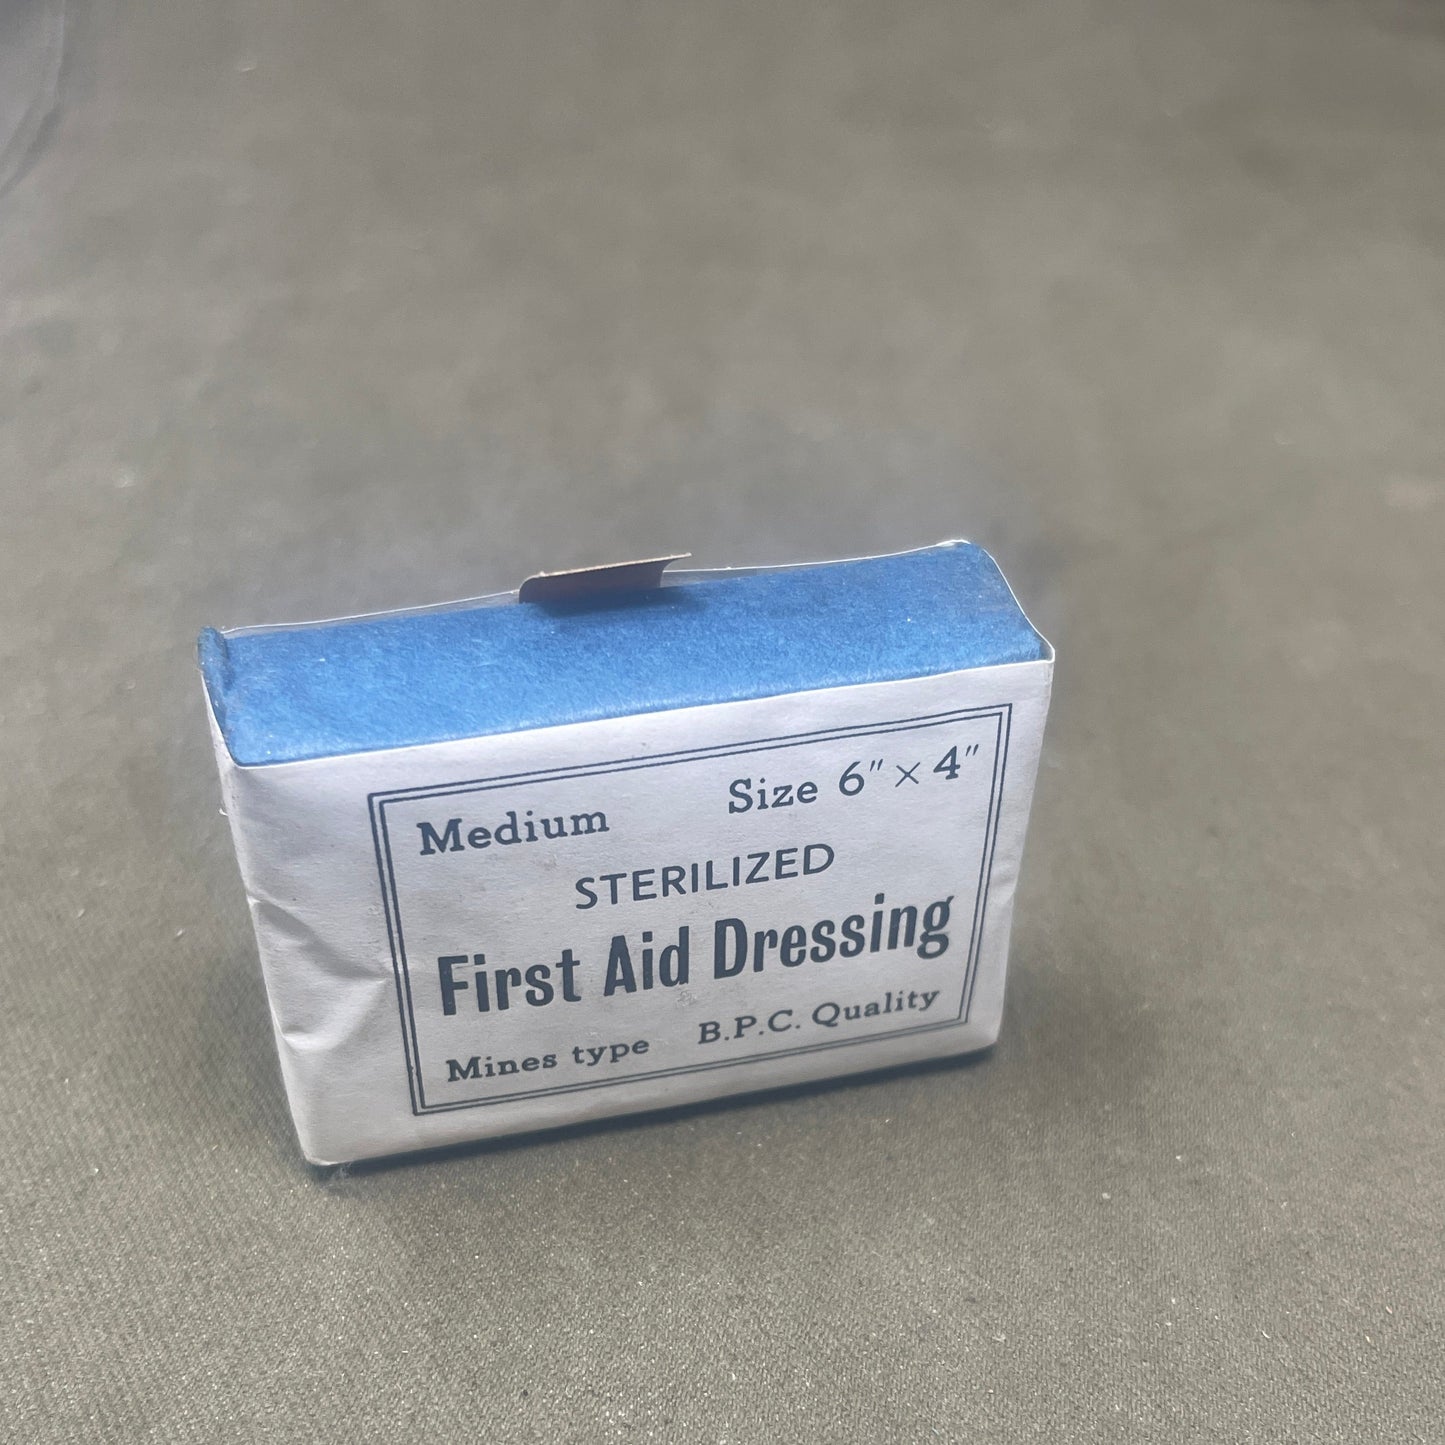 Medium Size 6" × 4"
STERILIZED
First Aid Dressing
Mines type B.P.C. Quality